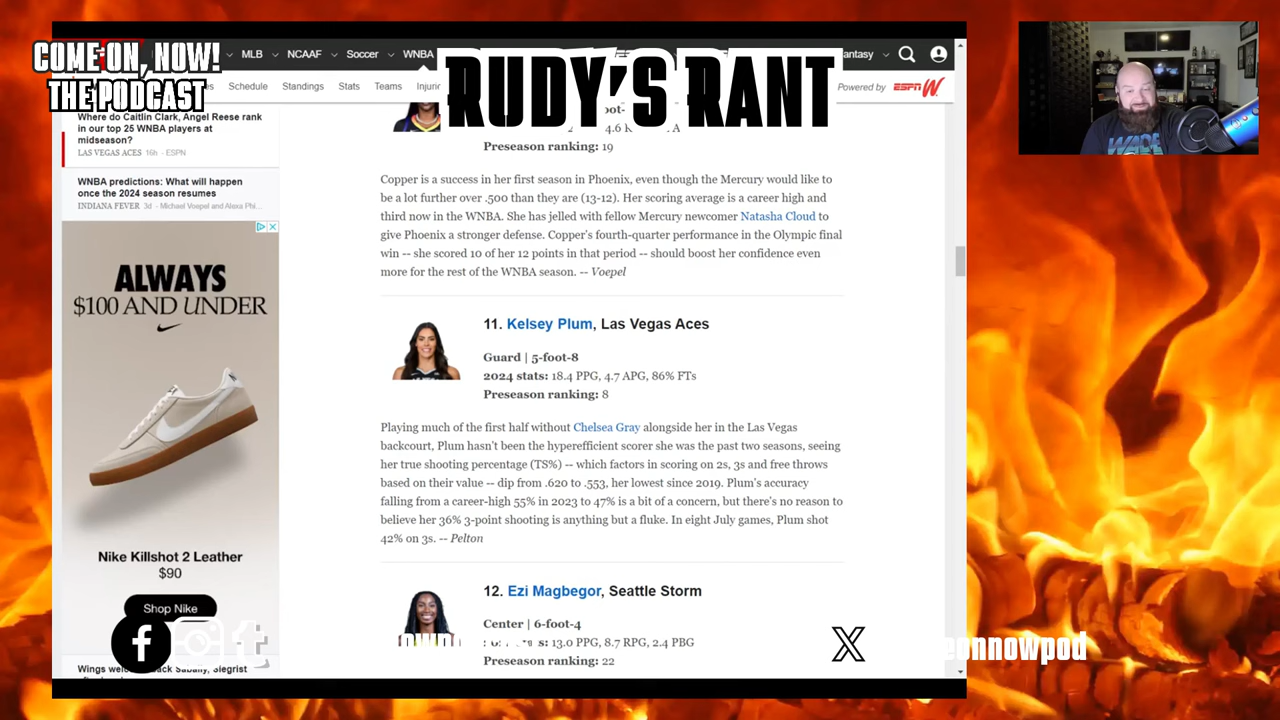 COME ON, NOW!
THE PODCAST
MLB NCAAF Soccer WNBA
RUDY'S RANT
Schedule Standings Stats Teams
Powered by ESPN W
Where do Caitlin Clark, Angel Reese rank
in our top 25 WNBA players at
midseason?
LAS VEGAS ACES 16h · ESPN
WNBA predictions: What will happen
once the 2024 season resumes
INDIANA FEVER 3d · Michael Voepel and Alexa Phi...
ALWAYS
$100 AND UNDER
Nike Killshot 2 Leather
$90
Shop Nike
4.6
Preseason ranking: 19
Copper is a success in her first season in Phoenix, even though the Mercury would like to
be a lot further over .500 than they are (13-12). Her scoring average is a career high and
third now in the WNBA. She has jelled with fellow Mercury newcomer Natasha Cloud to
give Phoenix a stronger defense. Copper's fourth-quarter performance in the Olympic final
win -- she scored 10 of her 12 points in that period -- should boost her confidence even
more for the rest of the WNBA season. -- Voepel
11. Kelsey Plum, Las Vegas Aces
Guard | 5-foot-8
2024 stats: 18.4 PPG, 4.7 APG, 86% FTs
Preseason ranking: 8
Playing much of the first half without Chelsea Gray alongside her in the Las Vegas
backcourt, Plum hasn't been the hyperefficient scorer she was the past two seasons, seeing
her true shooting percentage (TS%) -- which factors in scoring on 2s, 3s and free throws
based on their value -- dip from .620 to .553, her lowest since 2019. Plum's accuracy
falling from a career-high 55% in 2023 to 47% is a bit of a concern, but there's no reason to
believe her 36% 3-point shooting is anything but a fluke. In eight July games, Plum shot
42% on 3s. -- Pelton
12. Ezi Magbegor, Seattle Storm
Center | 6-foot-4
13.0 PPG, 8.7 RPG, 2.4 PBG
Preseason ranking: 22
onnowpod